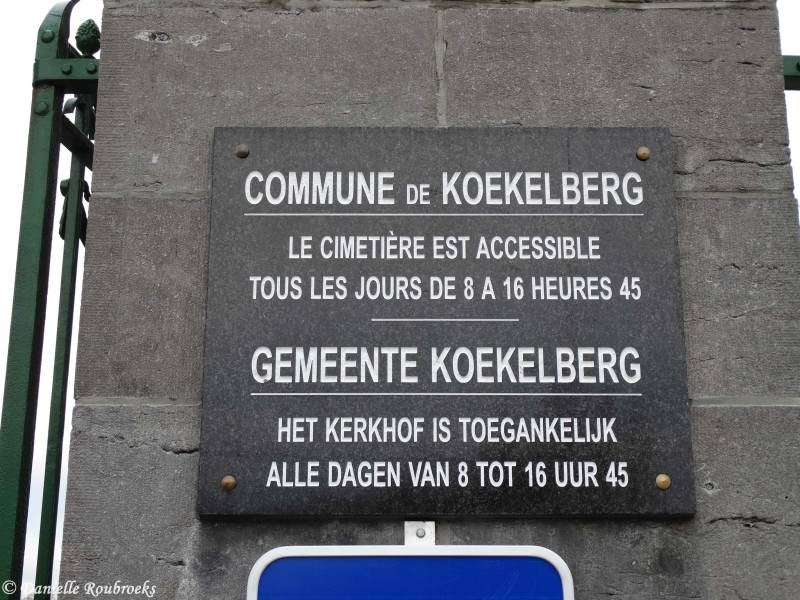 COMMUNE DE KOEKELBERG
LE CIMETIÈRE EST ACCESSIBLE
TOUS LES JOURS DE 8 A 16 HEURES 45
GEMEENTE KOEKELBERG
HET KERKHOF IS TOEGANKELIJK
ALLE DAGEN VAN 8 TOT 16 UUR 45
© Danielle Roubroeks